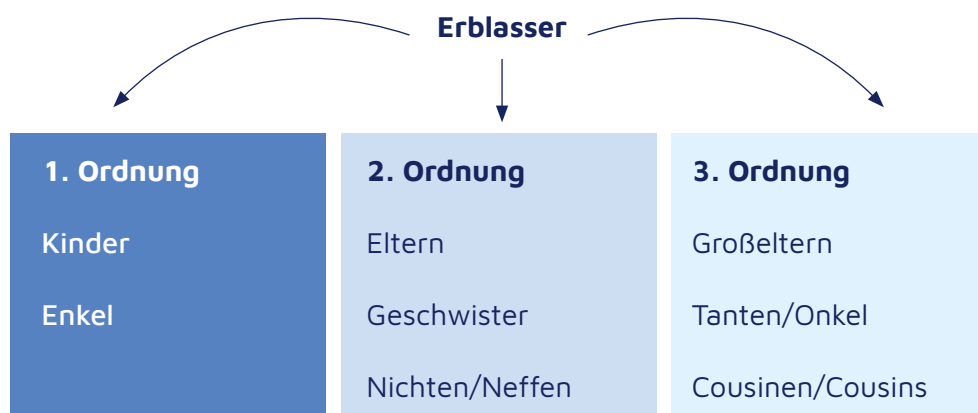 Erblasser
1. Ordnung
Kinder
Enkel
2. Ordnung
Eltern
Geschwister
Nichten/Neffen
3. Ordnung
Großeltern
Tanten/Onkel
Cousinen/Cousins